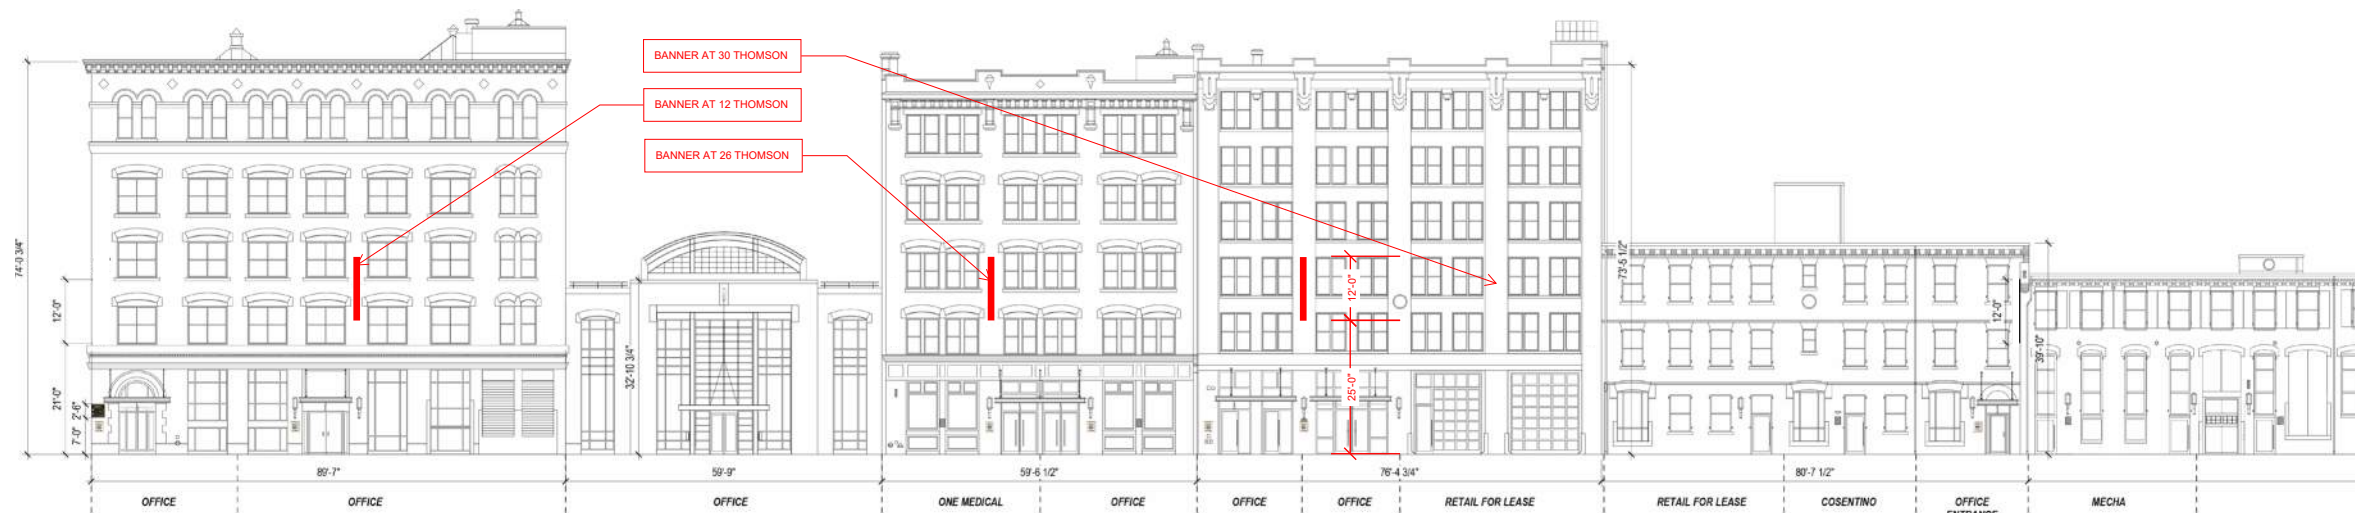 BANNER AT 30 THOMSON
BANNER AT 12 THOMSON
BANNER AT 26 THOMSON
74'-0 3/4"
12'-0"
21'-0"
2'-6"
7'-0"
32'-10 3/4"
12'-0"
25'-0"
73'-5 1/2"
12'-0"
39'-10"
89'-7"
59'-9"
59'-6 1/2"
76'-4 3/4"
80'-7 1/2"
OFFICE
OFFICE
OFFICE
ONE MEDICAL
OFFICE
OFFICE
OFFICE
RETAIL FOR LEASE
RETAIL FOR LEASE
COSENTINO
OFFICE
ENTRANCE
MECHA